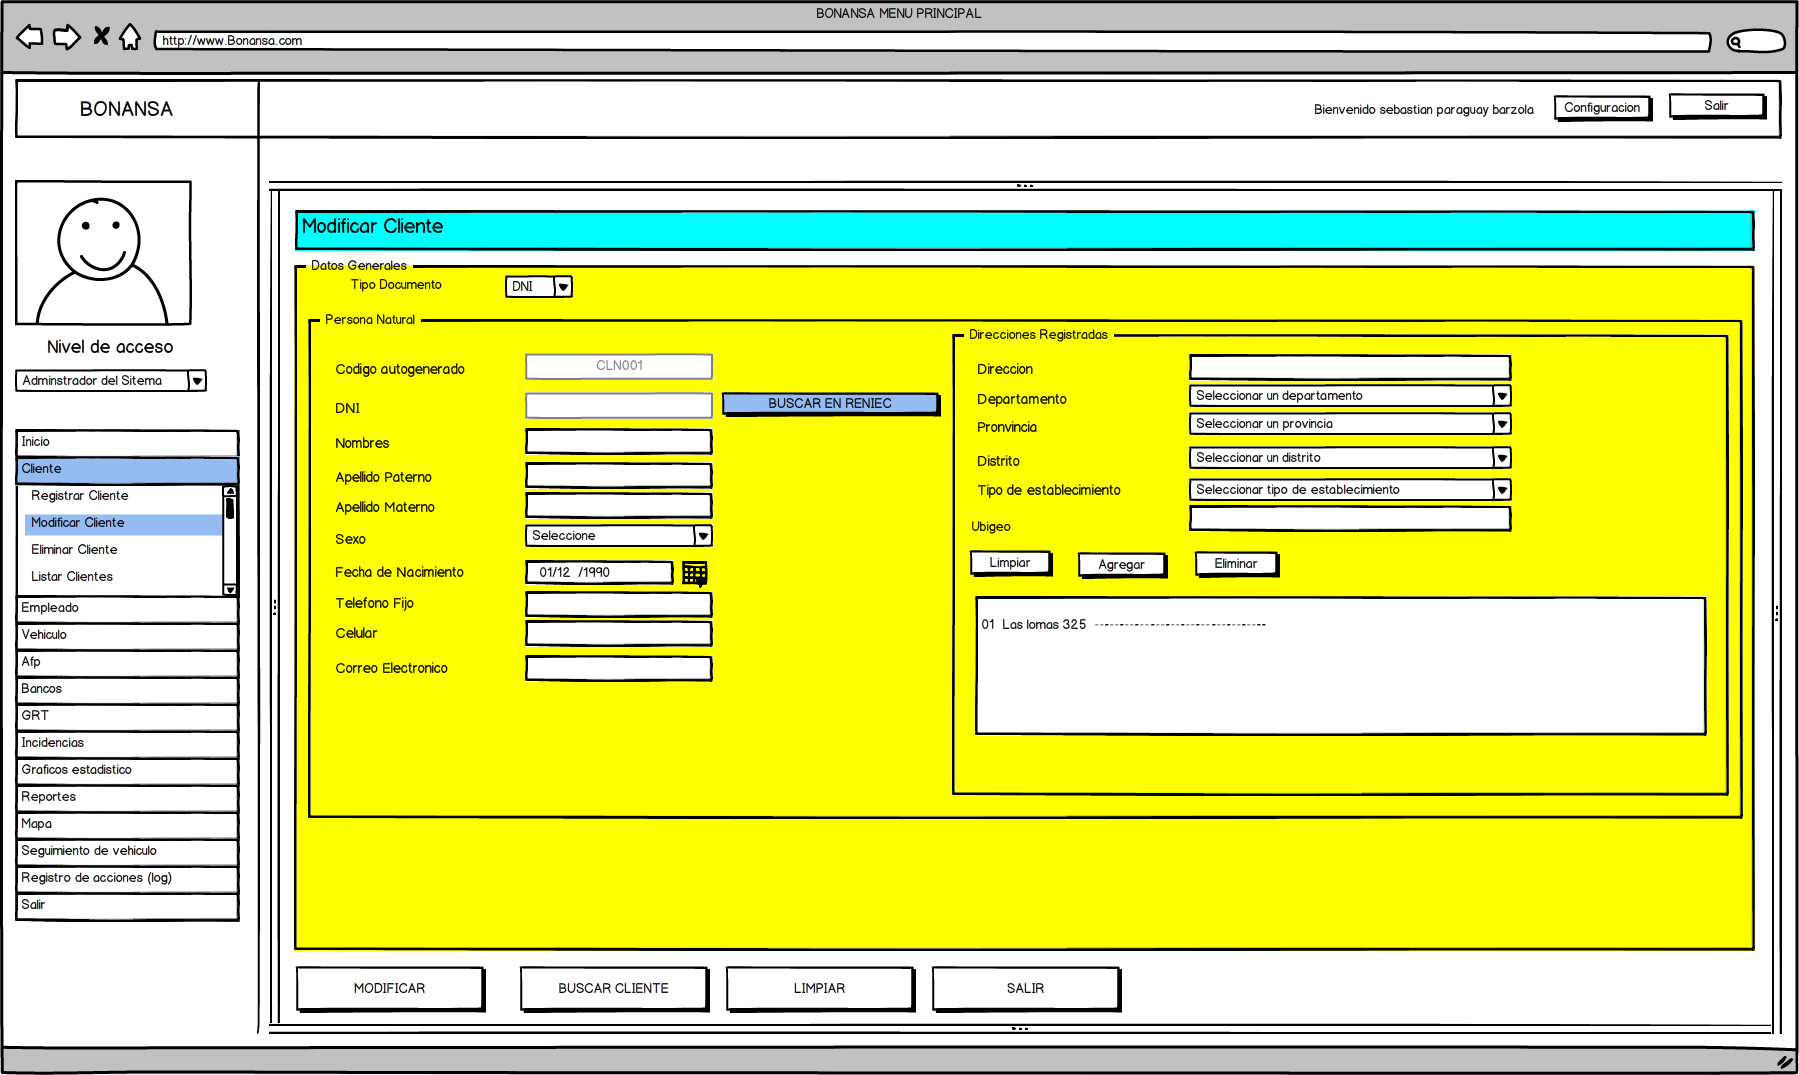 BONANSA MENU PRINCIPAL
http://www.Bonansa.com
BONANSA
Bienvenido sebastian paraguay barzola
Configuracion
Salir
Nivel de acceso
Adminstrador del Sitema
Inicio
Cliente
Registrar Cliente
Modificar Cliente
Eliminar Cliente
Listar Clientes
Empleado
Vehiculo
Afp
Bancos
GRT
Incidencias
Graficos estadistico
Reportes
Mapa
Seguimiento de vehiculo
Registro de acciones (log)
Salir
Modificar Cliente
Datos Generales
Tipo Documento
DNI
Persona Natural
Codigo autogenerado
CLN001
DNI
BUSCAR EN RENIEC
Nombres
Apellido Paterno
Apellido Materno
Sexo
Seleccione
Fecha de Nacimiento
01/12 /1990
Telefono Fijo
Celular
Correo Electronico
Direcciones Registradas
Direccion
Departamento
Seleccionar un departamento
Pronvincia
Seleccionar un provincia
Distrito
Seleccionar un distrito
Tipo de establecimiento
Seleccionar tipo de establecimiento
Ubigeo
Limpiar
Agregar
Eliminar
01 Las lomas 325 ----------------------------------
MODIFICAR
BUSCAR CLIENTE
LIMPIAR
SALIR